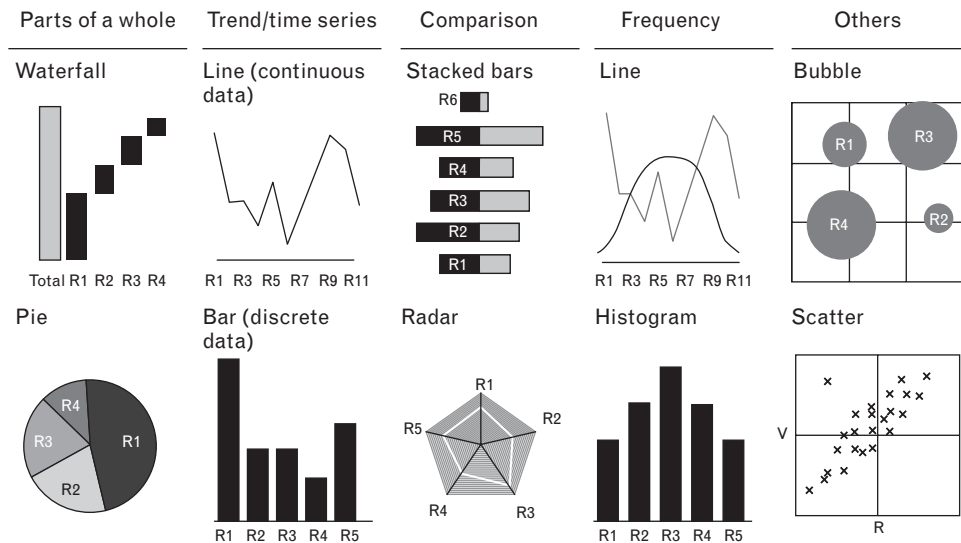 Parts of a whole
Trend/time series
Comparison
Frequency
Others
Waterfall
Total R1 R2 R3 R4
Line (continuous
data)
R1 R3 R5 R7 R9 R11
Stacked bars
R6
R5
R4
R3
R2
R1
Line
R1 R3 R5 R7 R9 R11
Bubble
R1
R3
R4
R2
Pie
R4
R1
R3
R2
Bar (discrete
data)
R1 R2 R3 R4 R5
Radar
R1
R5
R2
R4
R3
Histogram
R1 R2 R3 R4 R5
Scatter
V
R